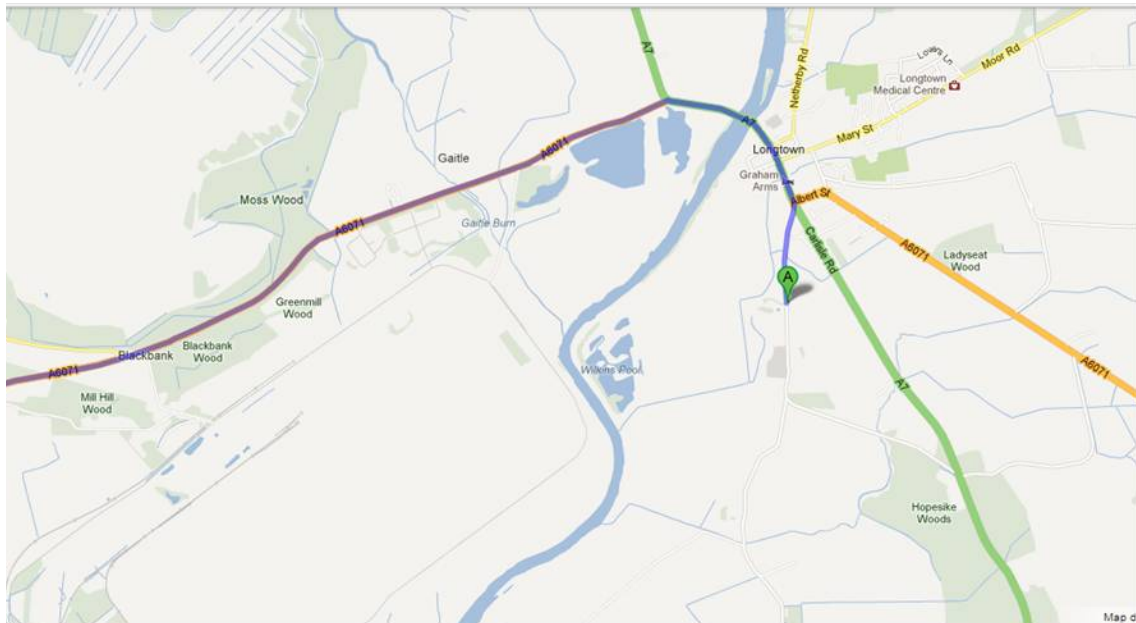 A7
Netherby Rd
Lovers Ln
Moor Rd
Longtown
Medical Centre
A7
Mary St
A6071
Gaitle
Longtown
Graham
Arms
Albert St
Moss Wood
Gaitle Burn
A6071
Carlisle Rd
A6071
Ladyseat
Wood
A
Greenmill
Wood
Blackbank
Blackbank
Wood
A6071
Wilkins Pool
A6071
Mill Hill
Wood
A7
Hopesike
Woods
Map d